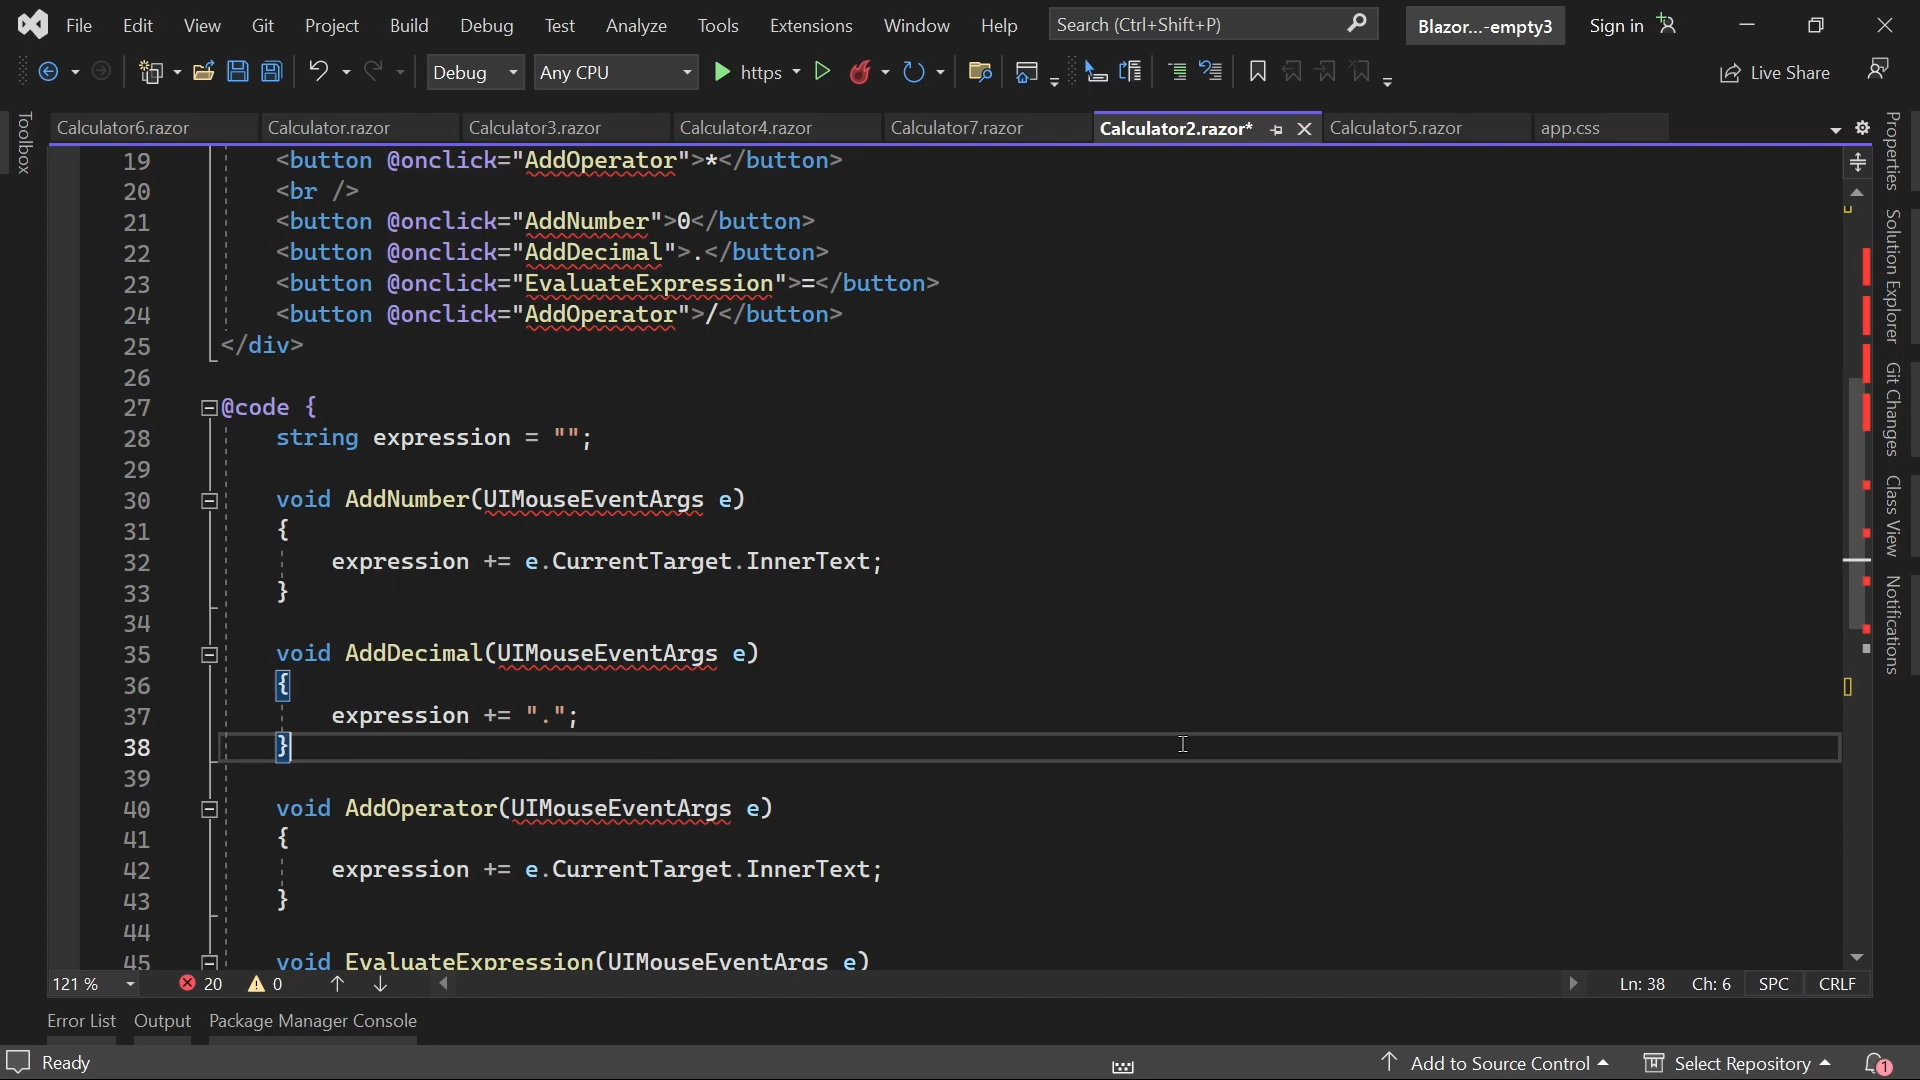 File Edit View Git Project Build Debug Test Analyze Tools Extensions Window Help Search (Ctrl+Shift+P) Blazor...-empty3 Sign in
Debug Any CPU https Live Share
Calculator6.razor Calculator.razor Calculator3.razor Calculator4.razor Calculator7.razor Calculator2.razor* Calculator5.razor app.css
Toolbox
Properties
Solution Explorer
Git Changes
Class View
Notifications
19 <button @onclick="AddOperator">*</button>
20 <br />
21 <button @onclick="AddNumber">0</button>
22 <button @onclick="AddDecimal">.</button>
23 <button @onclick="EvaluateExpression">=</button>
24 <button @onclick="AddOperator">/</button>
25 </div>
26
27 @code {
28 string expression = "";
29
30 void AddNumber(UIMouseEventArgs e)
31 {
32 expression += e.CurrentTarget.InnerText;
33 }
34
35 void AddDecimal(UIMouseEventArgs e)
36 {
37 expression += ".";
38 }
39
40 void AddOperator(UIMouseEventArgs e)
41 {
42 expression += e.CurrentTarget.InnerText;
43 }
44
45 void EvaluateExpression(UIMouseEventArgs e)
121 % 20 0 Ln: 38 Ch: 6 SPC CRLF
Error List Output Package Manager Console
Ready Add to Source Control Select Repository 1